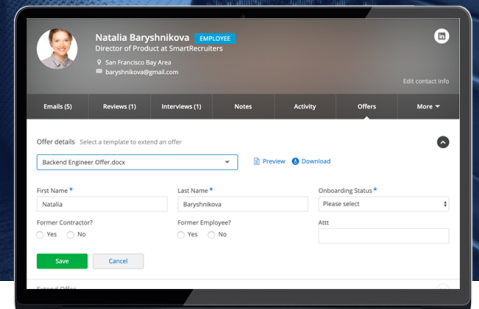 Natalia Baryshnikova EMPLOYEE
Director of Product at SmartRecruiters
San Francisco Bay Area
baryshnikova@gmail.com
in
Edit contact info
Emails (5) Reviews (1) Interviews (1) Notes Activity Offers More
Offer details Select a template to extend an offer
Backend Engineer Offer.docx Preview Download
First Name * Last Name * Onboarding Status *
Natalia Baryshnikova Please select
Former Contractor? Former Employee? Attt
Yes No Yes No
Save Cancel
Extend Offer